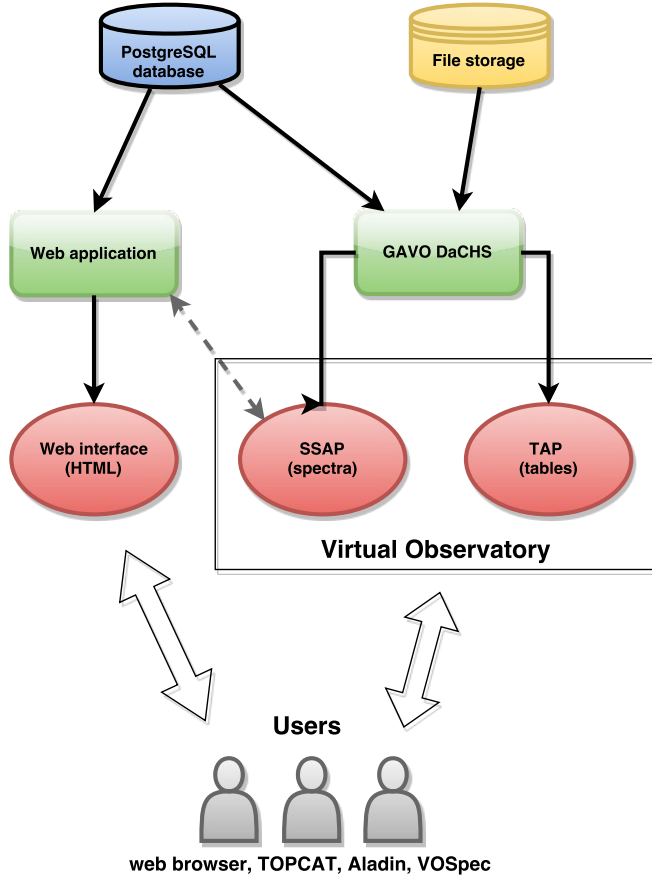 PostgreSQL
database
File storage
Web application
GAVO DaCHS
Web interface
(HTML)
SSAP
(spectra)
TAP
(tables)
Virtual Observatory
Users
web browser, TOPCAT, Aladin, VOSpec